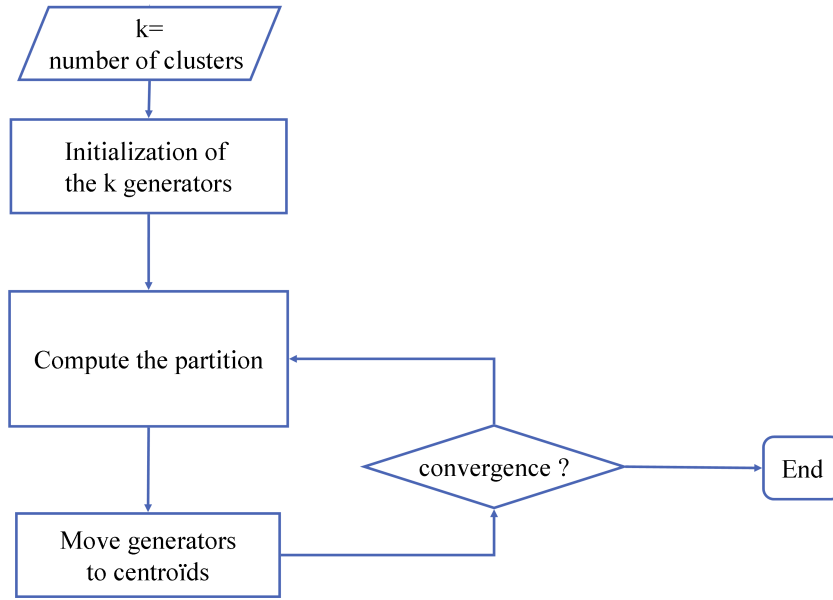 k=
number of clusters
Initialization of
the k generators
Compute the partition
convergence ?
End
Move generators
to centroïds